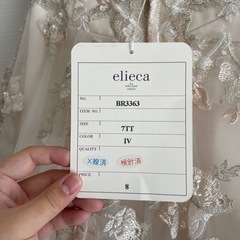 elieca
NO. BR3363
ITEM NO.
SIZE 7TT
COLOR IV
QUALITY
X線済 検針済
PRICE 8